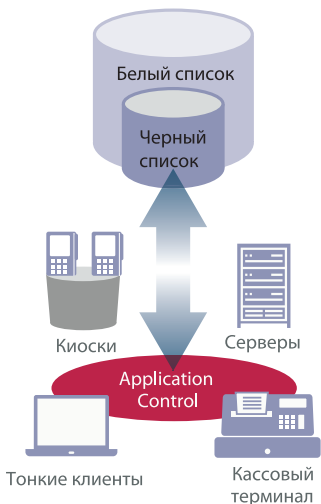 Белый список
Черный
список
Киоски
Серверы
Application
Control
Тонкие клиенты
Кассовый
терминал